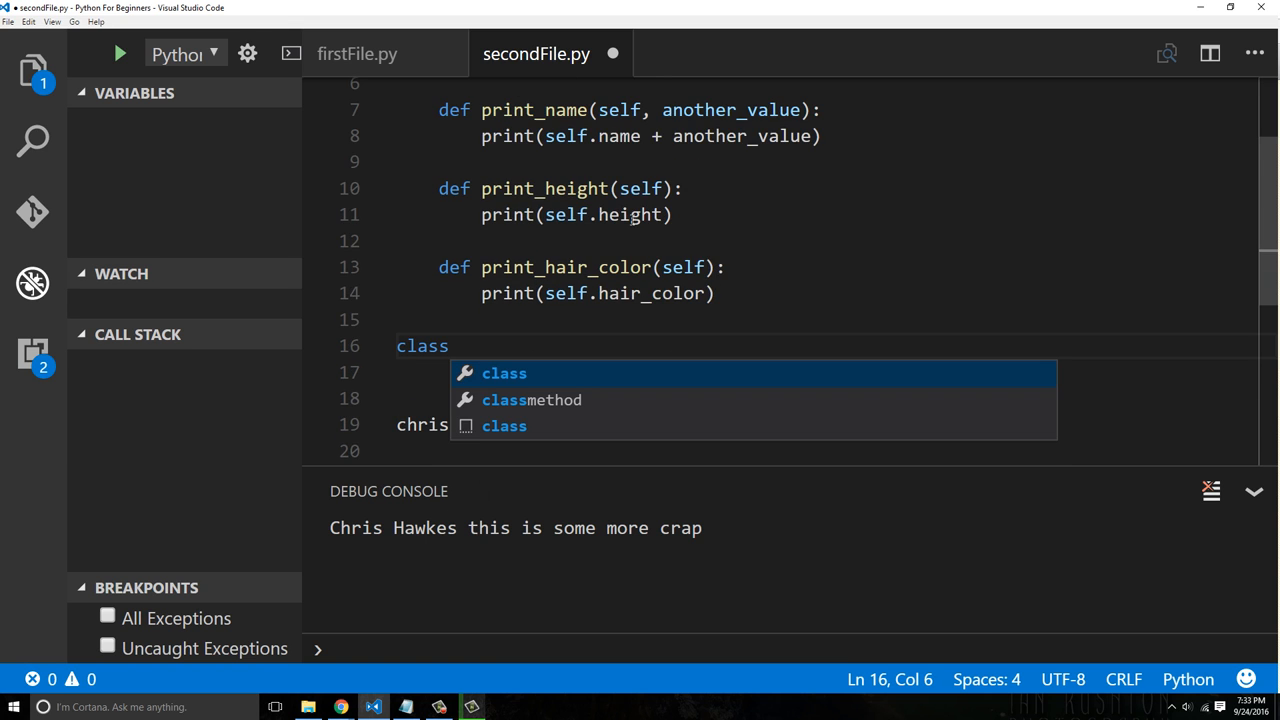 ● secondFile.py - Python For Beginners - Visual Studio Code
File Edit View Go Help
1
2
Python
firstFile.py
secondFile.py
VARIABLES
WATCH
CALL STACK
BREAKPOINTS
All Exceptions
Uncaught Exceptions
6
7 def print_name(self, another_value):
8 print(self.name + another_value)
9
10 def print_height(self):
11 print(self.height)
12
13 def print_hair_color(self):
14 print(self.hair_color)
15
16 class
17
18
19 chris
20
class
classmethod
class
DEBUG CONSOLE
Chris Hawkes this is some more crap
0 0
Ln 16, Col 6 Spaces: 4 UTF-8 CRLF Python
I'm Cortana. Ask me anything.
7:33 PM
9/24/2016